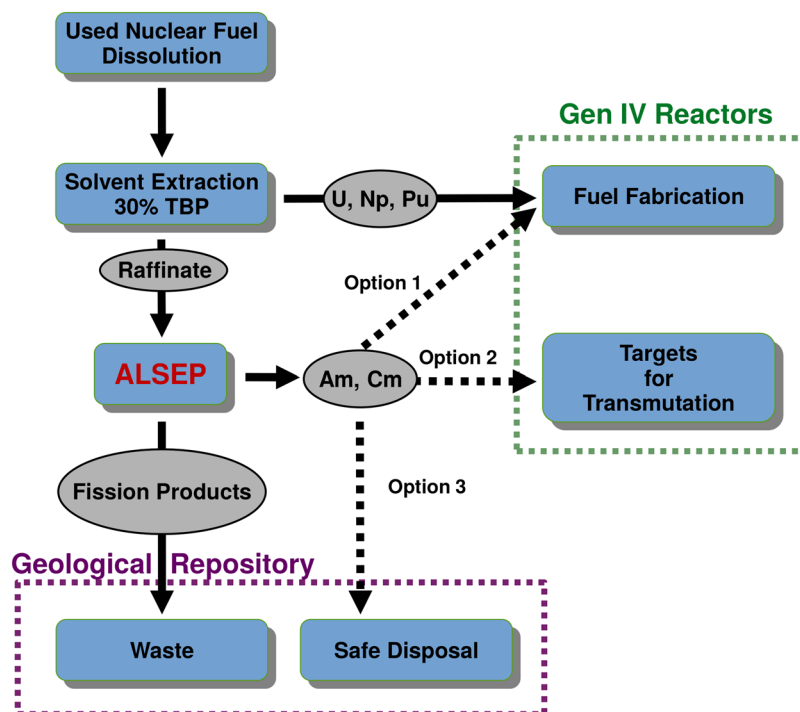 Used Nuclear Fuel
Dissolution
Gen IV Reactors
Solvent Extraction
30% TBP
U, Np, Pu
Fuel Fabrication
Raffinate
Option 1
ALSEP
Am, Cm
Option 2
Targets
for
Transmutation
Fission Products
Option 3
Geological Repository
Waste
Safe Disposal